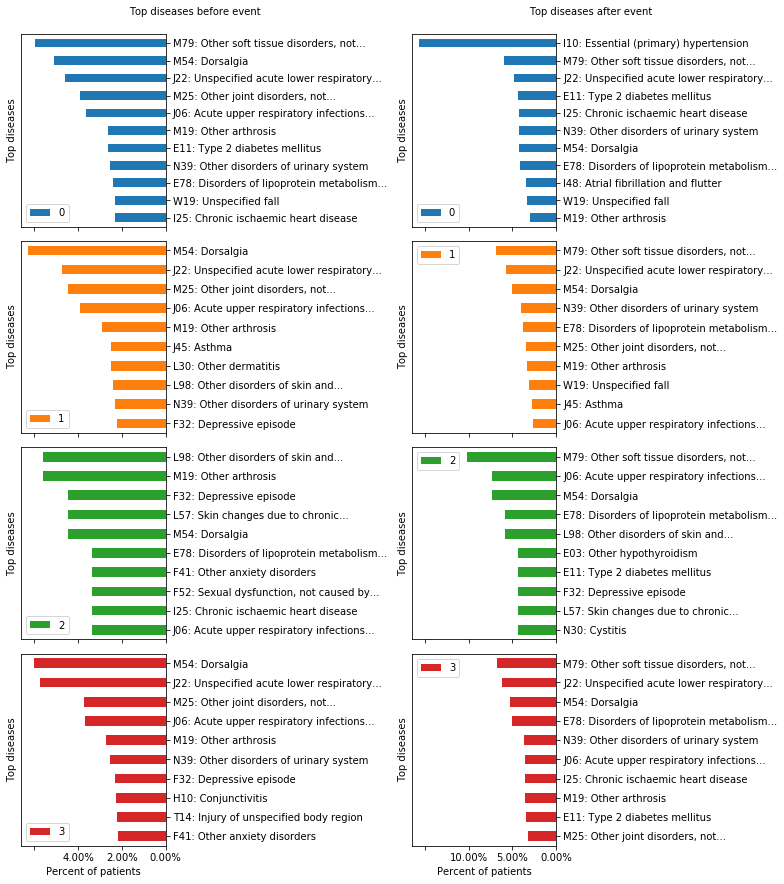 Top diseases before event
Top diseases after event
Top diseases
M79: Other soft tissue disorders, not...
M54: Dorsalgia
J22: Unspecified acute lower respiratory...
M25: Other joint disorders, not...
J06: Acute upper respiratory infections...
M19: Other arthrosis
E11: Type 2 diabetes mellitus
N39: Other disorders of urinary system
E78: Disorders of lipoprotein metabolism...
W19: Unspecified fall
I25: Chronic ischaemic heart disease
0
Top diseases
I10: Essential (primary) hypertension
M79: Other soft tissue disorders, not...
J22: Unspecified acute lower respiratory...
E11: Type 2 diabetes mellitus
I25: Chronic ischaemic heart disease
N39: Other disorders of urinary system
M54: Dorsalgia
E78: Disorders of lipoprotein metabolism...
I48: Atrial fibrillation and flutter
W19: Unspecified fall
M19: Other arthrosis
0
Top diseases
M54: Dorsalgia
J22: Unspecified acute lower respiratory...
M25: Other joint disorders, not...
J06: Acute upper respiratory infections...
M19: Other arthrosis
J45: Asthma
L30: Other dermatitis
L98: Other disorders of skin and...
N39: Other disorders of urinary system
F32: Depressive episode
1
Top diseases
1
M79: Other soft tissue disorders, not...
J22: Unspecified acute lower respiratory...
M54: Dorsalgia
N39: Other disorders of urinary system
E78: Disorders of lipoprotein metabolism...
M25: Other joint disorders, not...
M19: Other arthrosis
W19: Unspecified fall
J45: Asthma
J06: Acute upper respiratory infections...
Top diseases
L98: Other disorders of skin and...
M19: Other arthrosis
F32: Depressive episode
L57: Skin changes due to chronic...
M54: Dorsalgia
E78: Disorders of lipoprotein metabolism...
F41: Other anxiety disorders
F52: Sexual dysfunction, not caused by...
I25: Chronic ischaemic heart disease
J06: Acute upper respiratory infections...
2
Top diseases
2
M79: Other soft tissue disorders, not...
J06: Acute upper respiratory infections...
M54: Dorsalgia
E78: Disorders of lipoprotein metabolism...
L98: Other disorders of skin and...
E03: Other hypothyroidism
E11: Type 2 diabetes mellitus
F32: Depressive episode
L57: Skin changes due to chronic...
N30: Cystitis
Top diseases
M54: Dorsalgia
J22: Unspecified acute lower respiratory...
M25: Other joint disorders, not...
J06: Acute upper respiratory infections...
M19: Other arthrosis
N39: Other disorders of urinary system
F32: Depressive episode
H10: Conjunctivitis
T14: Injury of unspecified body region
F41: Other anxiety disorders
3
4.00% 2.00% 0.00%
Percent of patients
Top diseases
3
M79: Other soft tissue disorders, not...
J22: Unspecified acute lower respiratory...
M54: Dorsalgia
E78: Disorders of lipoprotein metabolism...
N39: Other disorders of urinary system
J06: Acute upper respiratory infections...
I25: Chronic ischaemic heart disease
M19: Other arthrosis
E11: Type 2 diabetes mellitus
M25: Other joint disorders, not...
10.00% 5.00% 0.00%
Percent of patients